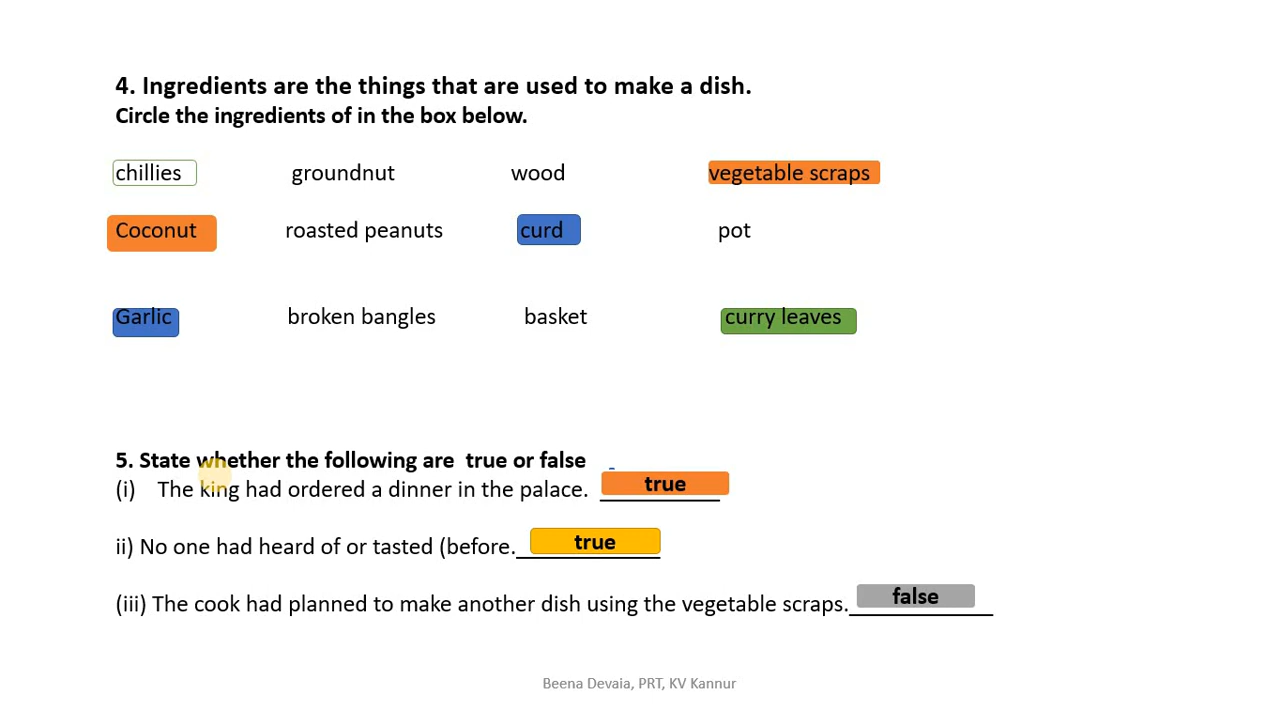 4. Ingredients are the things that are used to make a dish.
Circle the ingredients of in the box below.
chillies groundnut wood vegetable scraps
Coconut roasted peanuts curd pot
Garlic broken bangles basket curry leaves
5. State whether the following are true or false
(i) The king had ordered a dinner in the palace. true
ii) No one had heard of or tasted (before. true
(iii) The cook had planned to make another dish using the vegetable scraps. false
Beena Devaia, PRT, KV Kannur